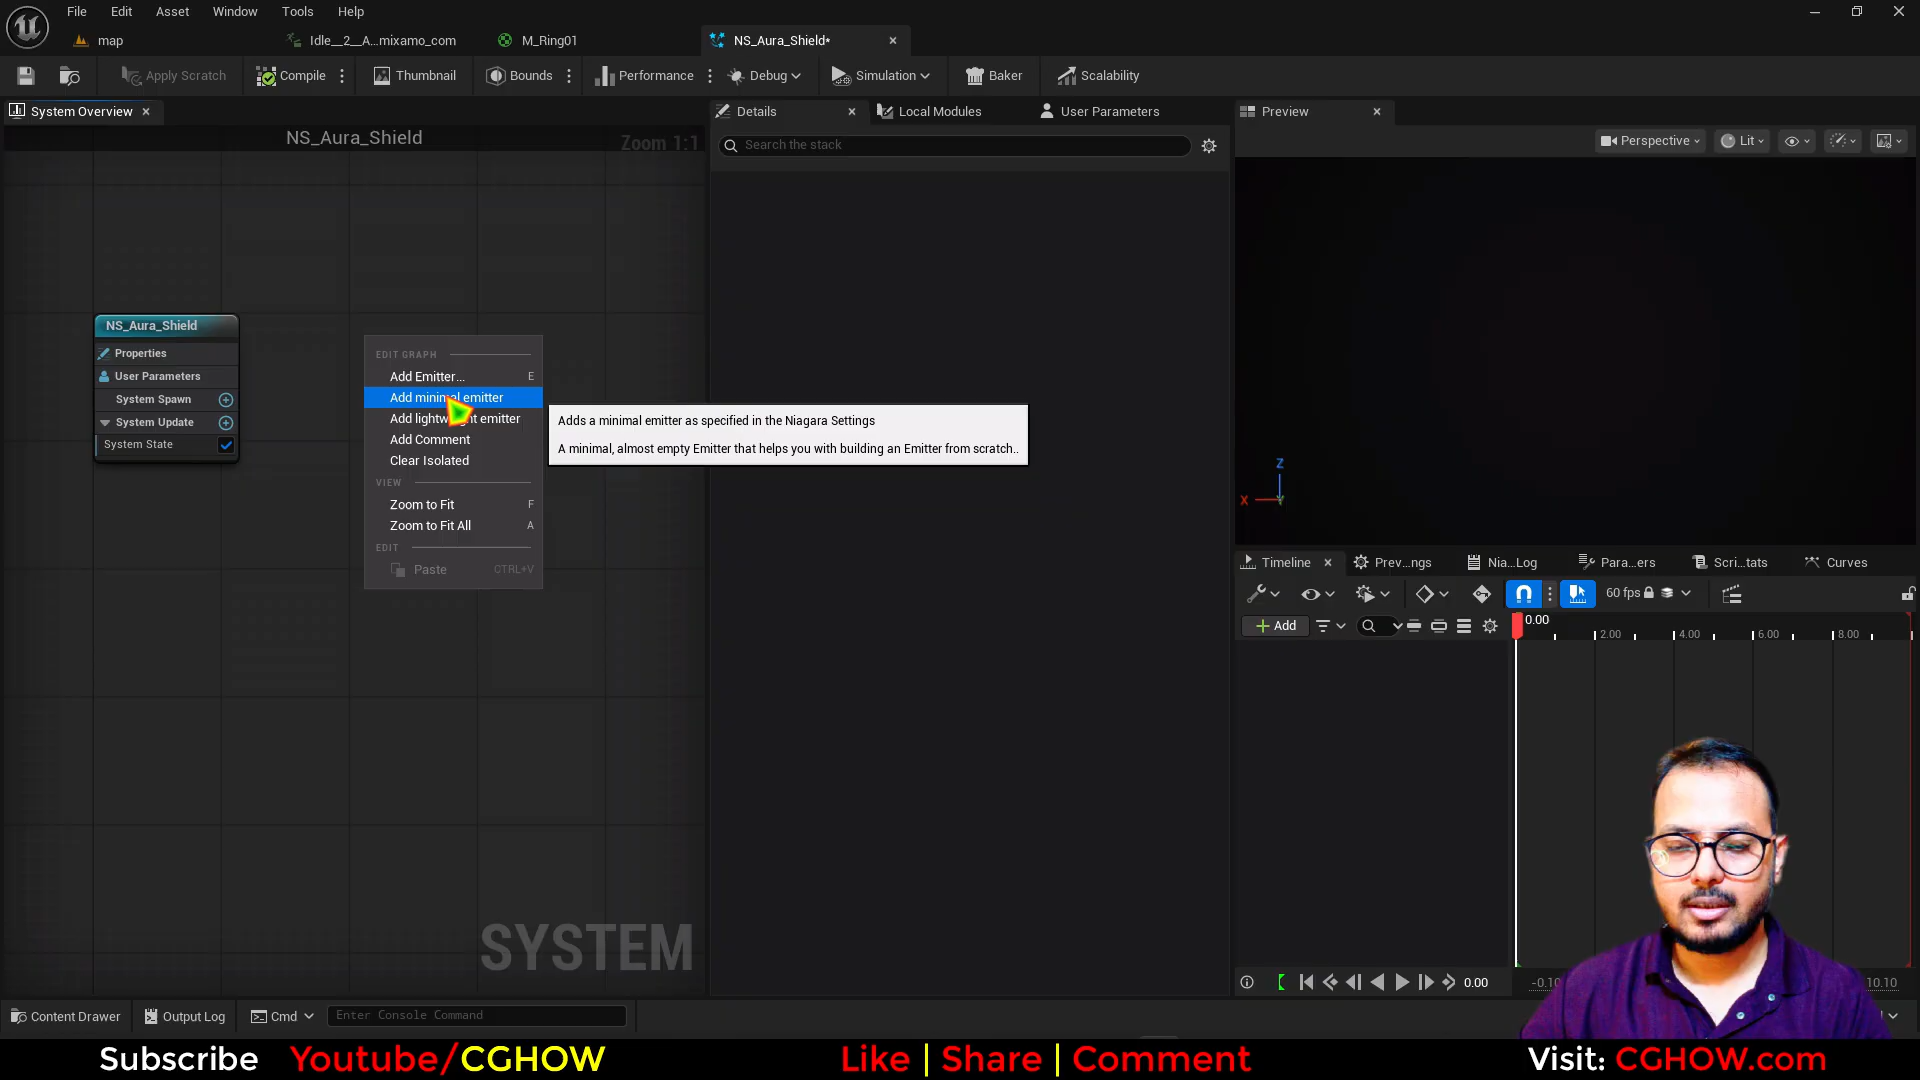 File Edit Asset Window Tools Help
map Idle__2__A...mixamo_com M_Ring01 NS_Aura_Shield*
Apply Scratch Compile Thumbnail Bounds Performance Debug Simulation Baker Scalability
System Overview Details Local Modules User Parameters Preview
NS_Aura_Shield Zoom 1:1
Search the stack
Perspective Lit
NS_Aura_Shield
Properties
User Parameters
System Spawn
System Update
System State
EDIT GRAPH
Add Emitter... E
Add minimal emitter
Add lightweight emitter
Add Comment
Clear Isolated
VIEW
Zoom to Fit F
Zoom to Fit All A
EDIT
Paste CTRL+V
Adds a minimal emitter as specified in the Niagara Settings
A minimal, almost empty Emitter that helps you with building an Emitter from scratch..
Z
X
Timeline Prev...ngs Nia...Log Para...ers Scri...tats Curves
60 fps
Add 0.00
2.00 4.00 6.00 8.00
SYSTEM
0.00 -0.10 10.10
Content Drawer Output Log Cmd Enter Console Command
Subscribe Youtube/CGHOW Like | Share | Comment Visit: CGHOW.com